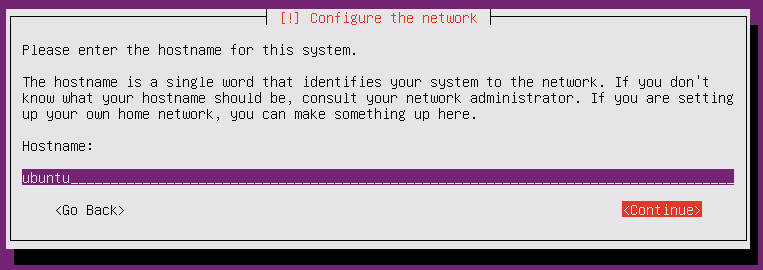 [!] Configure the network
Please enter the hostname for this system.
The hostname is a single word that identifies your system to the network. If you don't
know what your hostname should be, consult your network administrator. If you are setting
up your own home network, you can make something up here.
Hostname:
ubuntu
<Go Back> <Continue>